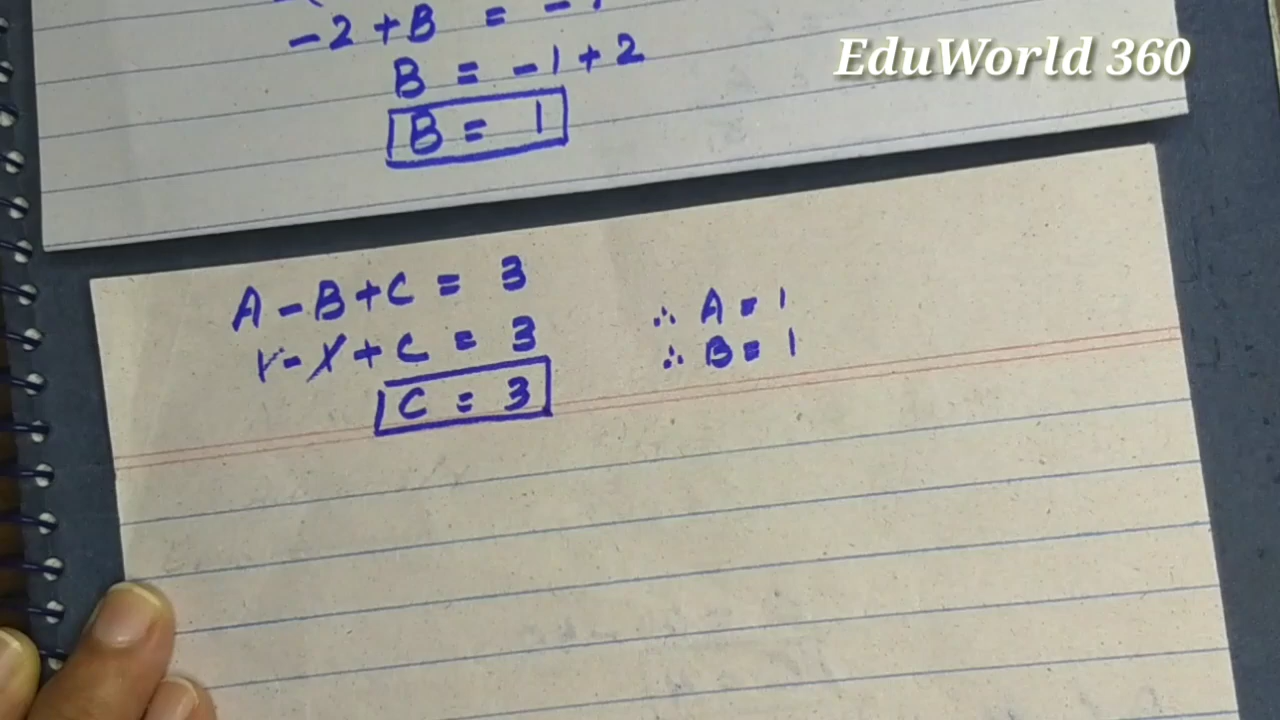 -2 + B = -1
EduWorld 360
B = -1 + 2
B = 1
A - B + C = 3
1 - 1 + C = 3
∴ A = 1
∴ B = 1
C = 3